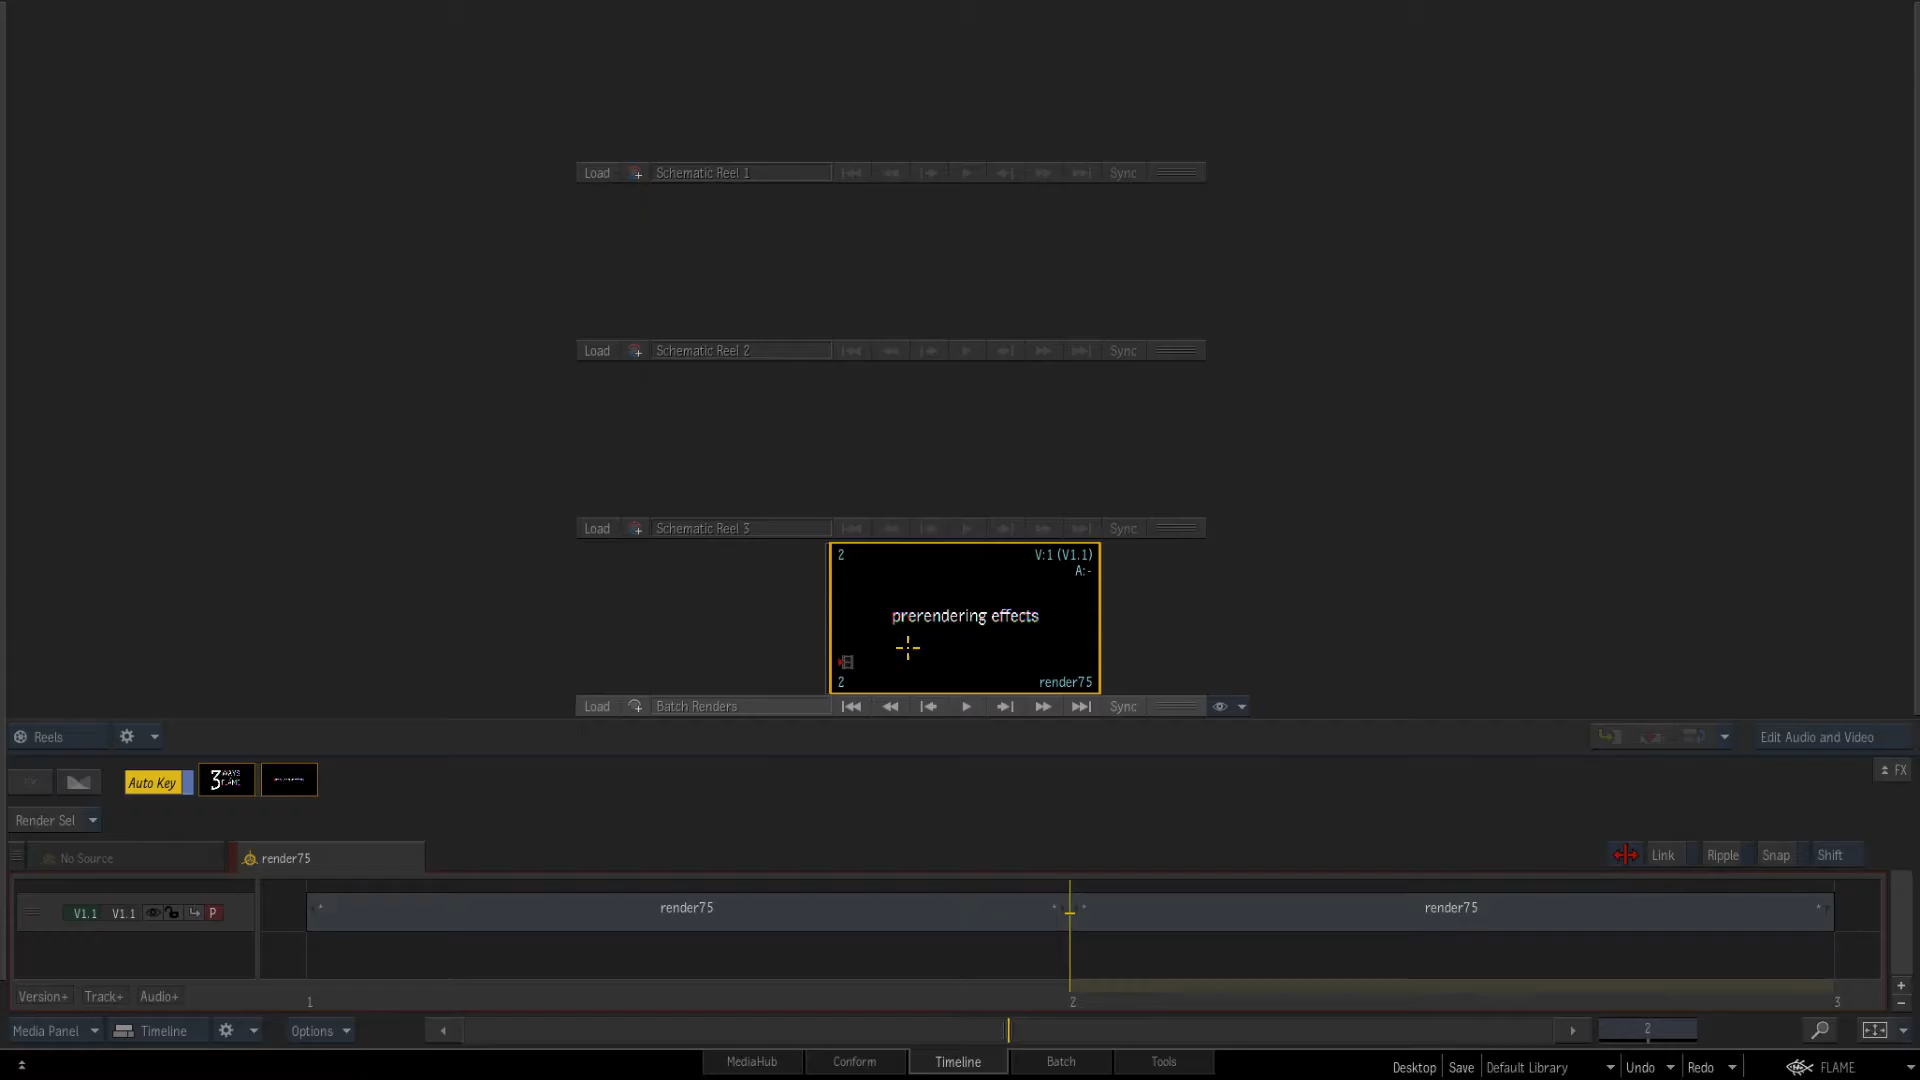 Load Schematic Reel 1 Sync
Load Schematic Reel 2 Sync
Load Schematic Reel 3 Sync
2 V:1 (V1.1)
A:-
prerendering effects
2 render75
Load Batch Renders Sync
Reels Edit Audio and Video
Auto Key 3 WAYS FLAME FX
Render Sel
No Source render75 Link Ripple Snap Shift
V1.1 V1.1 P render75 render75
Version+ Track+ Audio+ 1 2 3
Media Panel Timeline Options 2
MediaHub Conform Timeline Batch Tools Desktop Save Default Library Undo Redo FLAME